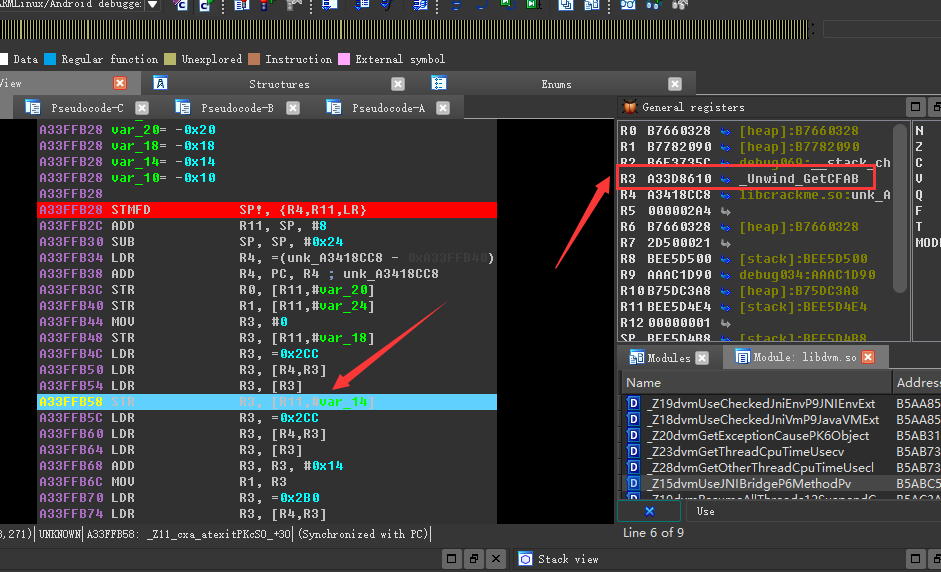 ARMLinux/Android debugger
Data Regular function Unexplored Instruction External symbol
View Structures Enums
Pseudocode-C Pseudocode-B Pseudocode-A
A33FFB28 var_20= -0x20
A33FFB28 var_18= -0x18
A33FFB28 var_14= -0x14
A33FFB28 var_10= -0x10
A33FFB28
A33FFB28 STMFD SP!, {R4,R11,LR}
A33FFB2C ADD R11, SP, #8
A33FFB30 SUB SP, SP, #0x24
A33FFB34 LDR R4, =(unk_A3418CC8 - 0xA33FFB40)
A33FFB38 ADD R4, PC, R4 ; unk_A3418CC8
A33FFB3C STR R0, [R11,#var_20]
A33FFB40 STR R1, [R11,#var_24]
A33FFB44 MOV R3, #0
A33FFB48 STR R3, [R11,#var_18]
A33FFB4C LDR R3, =0x2CC
A33FFB50 LDR R3, [R4,R3]
A33FFB54 LDR R3, [R3]
A33FFB58 STR R3, [R11,#var_14]
A33FFB5C LDR R3, =0x2CC
A33FFB60 LDR R3, [R4,R3]
A33FFB64 LDR R3, [R3]
A33FFB68 ADD R3, R3, #0x14
A33FFB6C MOV R1, R3
A33FFB70 LDR R3, =0x2B0
A33FFB74 LDR R3, [R4,R3]
,271) UNKNOWN A33FFB58: _Z11_cxa_atexitPKcSO_+30 (Synchronized with PC)
General registers
R0 B7660328 [heap]:B7660328
R1 B7782090 [heap]:B7782090
R2 B6F3735C debug069:__stack_ch
R3 A33D8610 _Unwind_GetCFAB
R4 A3418CC8 libcrackme.so:unk_A
R5 000002A4
R6 B7660328 [heap]:B7660328
R7 2D500021
R8 BEE5D500 [stack]:BEE5D500
R9 AAAC1D90 debug034:AAAC1D90
R10 B75DC3A8 [heap]:B75DC3A8
R11 BEE5D4E4 [stack]:BEE5D4E4
R12 00000001
SP BEE5D4B8 [stack]:BEE5D4B8
N
Z
C
V
Q
F
T
MODE
Modules Module: libdvm.so
Name Address
D _Z19dvmUseCheckedJniEnvP9JNIEnvExt B5AA85
D _Z18dvmUseCheckedJniVmP9JavaVMExt B5AA85
D _Z20dvmGetExceptionCausePK6Object B5AB31
D _Z23dvmGetThreadCpuTimeUsecv B5AB73
D _Z28dvmGetOtherThreadCpuTimeUsecl B5AB73
D _Z15dvmUseJNIBridgeP6MethodPv B5ABC5
Use
Line 6 of 9
Stack view